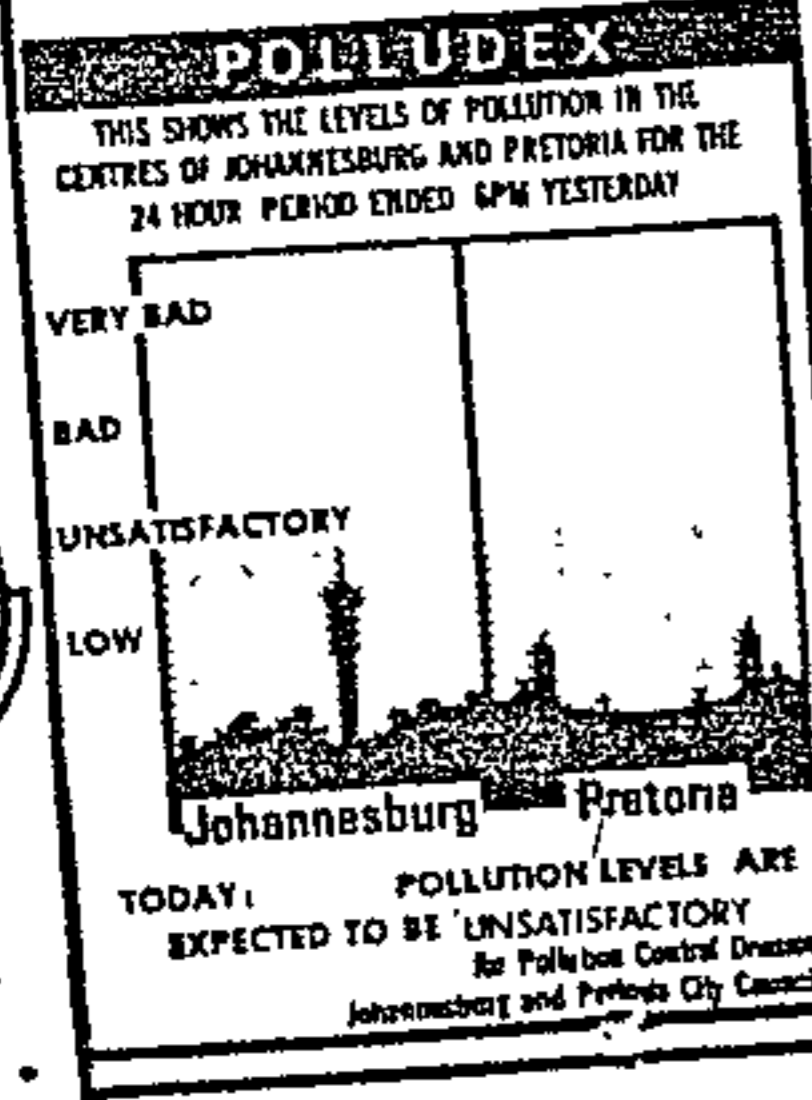 POLLUDEX
THIS SHOWS THE LEVELS OF POLLUTION IN THE
CENTRES OF JOHANNESBURG AND PRETORIA FOR THE
24 HOUR PERIOD ENDED 6PM YESTERDAY
VERY BAD
BAD
UNSATISFACTORY
LOW
Johannesburg
Pretoria
TODAY: POLLUTION LEVELS ARE
EXPECTED TO BE UNSATISFACTORY
Pollution Control
Johannesburg and Pretoria City